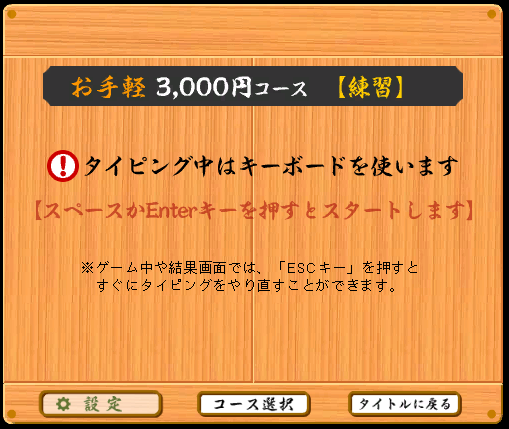 お手軽 3,000円コース 【練習】
！タイピング中はキーボードを使います
【スペースかEnterキーを押すとスタートします】
※ゲーム中や結果画面では、「ESCキー」を押すと
すぐにタイピングをやり直すことができます。
設定 コース選択 タイトルに戻る